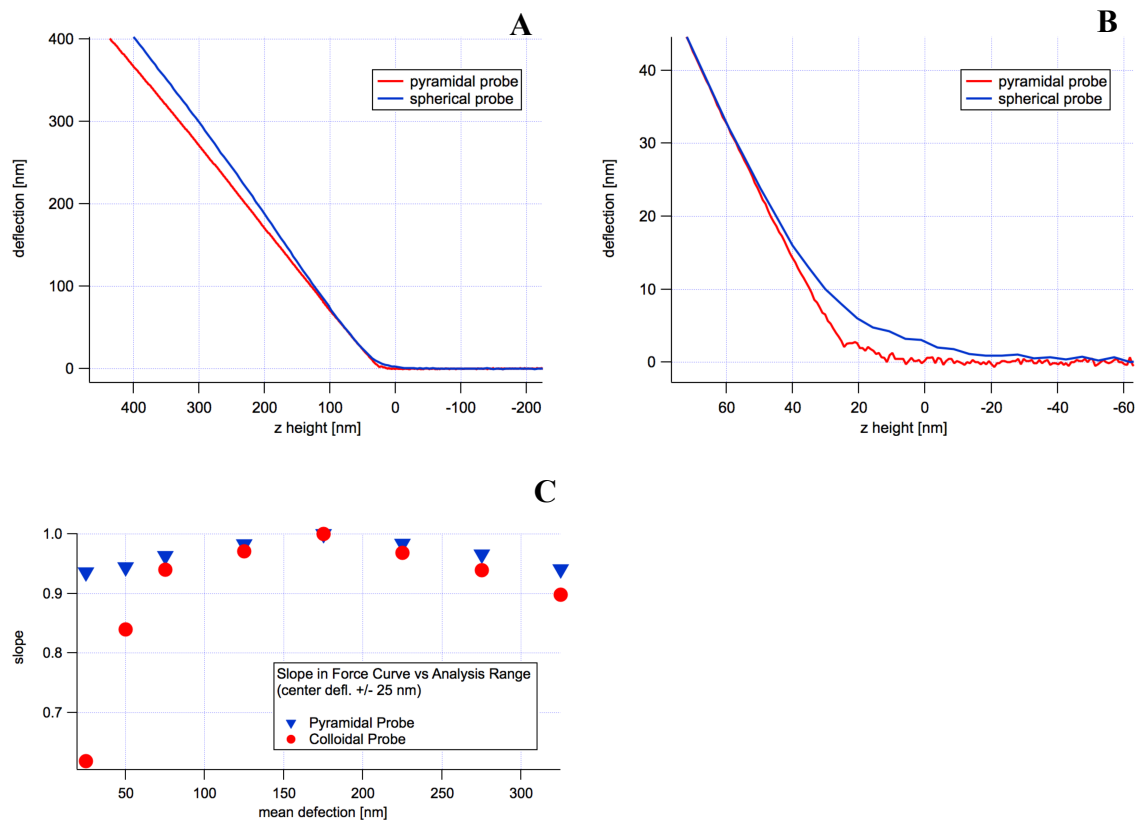 A
400
300
200
100
0
deflection [nm]
pyramidal probe
spherical probe
400 300 200 100 0 -100 -200
z height [nm]
B
40
30
20
10
0
deflection [nm]
pyramidal probe
spherical probe
60 40 20 0 -20 -40 -60
z height [nm]
C
1.0
0.9
0.8
0.7
slope
Slope in Force Curve vs Analysis Range
(center defl. +/- 25 nm)
Pyramidal Probe
Colloidal Probe
50 100 150 200 250 300
mean defection [nm]